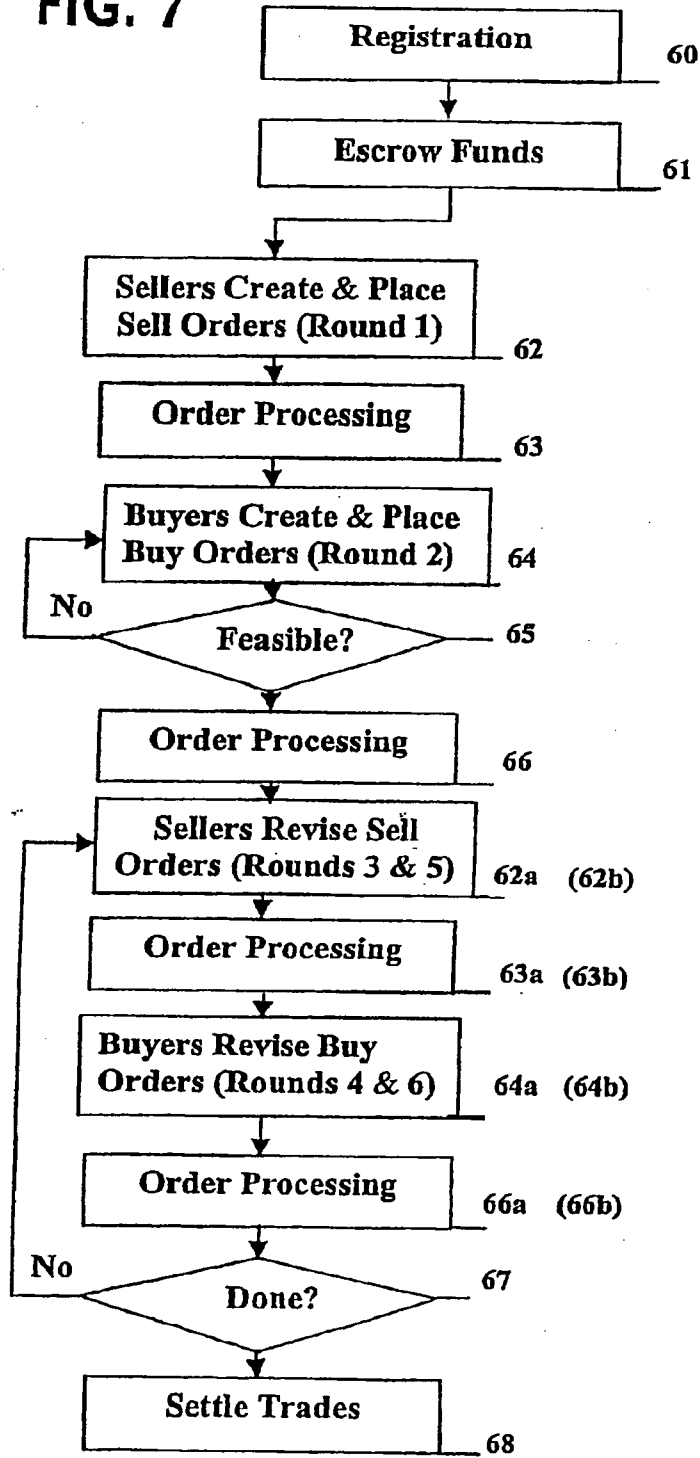 FIG. 7
Registration
60
Escrow Funds
61
Sellers Create & Place
Sell Orders (Round 1)
62
Order Processing
63
Buyers Create & Place
Buy Orders (Round 2)
64
No
Feasible?
65
Order Processing
66
Sellers Revise Sell
Orders (Rounds 3 & 5)
62a (62b)
Order Processing
63a (63b)
Buyers Revise Buy
Orders (Rounds 4 & 6)
64a (64b)
Order Processing
66a (66b)
No
Done?
67
Settle Trades
68